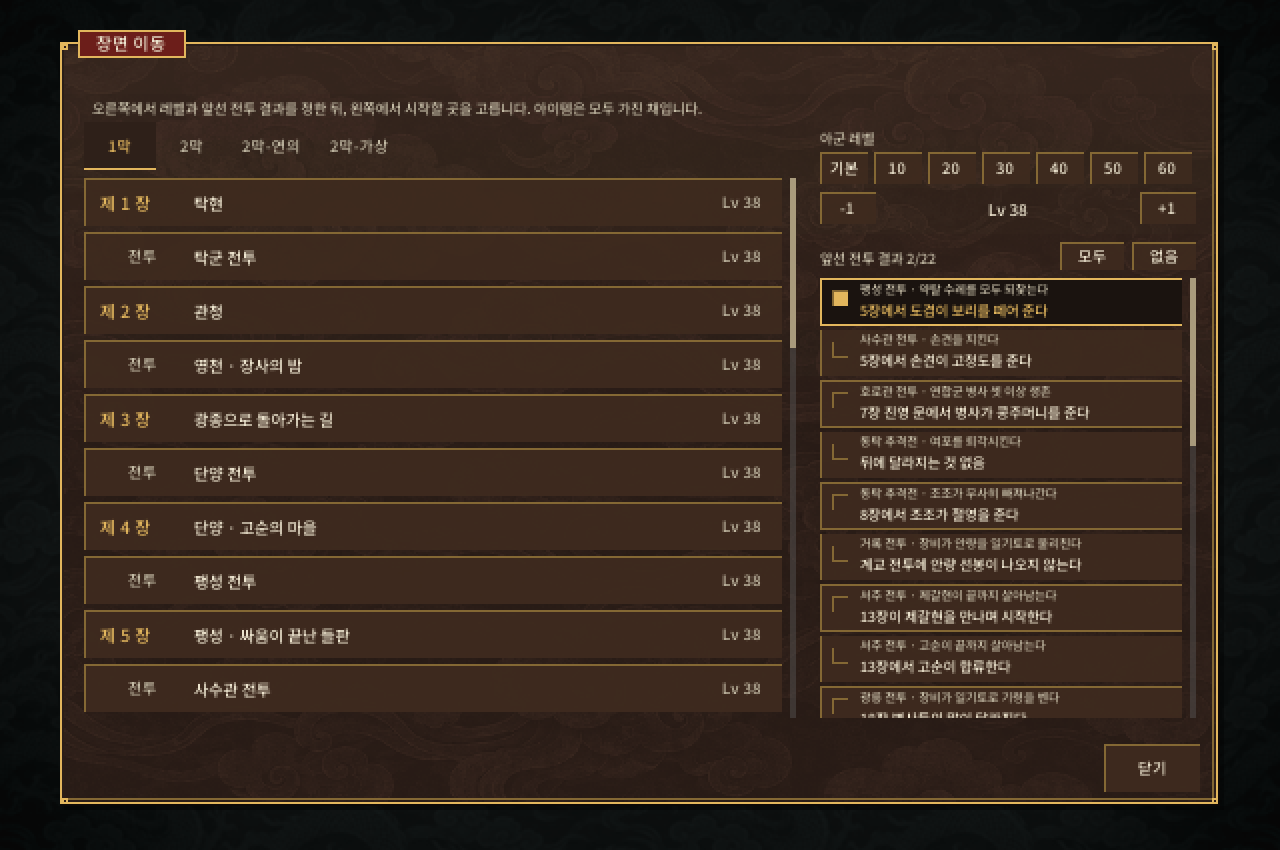 장면 이동
오른쪽에서 레벨과 앞선 전투 결과를 정한 뒤, 왼쪽에서 시작할 곳을 고릅니다. 아이템은 모두 가진 채입니다.
1막 2막 2막-연의 2막-가상
제 1 장 탁현 Lv 38
전투 탁군 전투 Lv 38
제 2 장 관청 Lv 38
전투 영천 · 장사의 밤 Lv 38
제 3 장 광종으로 돌아가는 길 Lv 38
전투 단양 전투 Lv 38
제 4 장 단양 · 고순의 마을 Lv 38
전투 팽성 전투 Lv 38
제 5 장 팽성 · 싸움이 끝난 들판 Lv 38
전투 사수관 전투 Lv 38
아군 레벨
기본 10 20 30 40 50 60
-1 Lv 38 +1
앞선 전투 결과 2/22 모두 없음
팽성 전투 · 약탈 수레를 모두 되찾는다
5장에서 도겸이 보리를 떼어 준다
사수관 전투 · 손견을 지킨다
5장에서 손견이 고정도를 준다
호로관 전투 · 연합군 병사 셋 이상 생존
7장 진영 문에서 병사가 콩주머니를 준다
동탁 추격전 · 여포를 퇴각시킨다
뒤에 달라지는 것 없음
동탁 추격전 · 조조가 무사히 빠져나간다
8장에서 조조가 절영을 준다
거록 전투 · 장비가 안량을 일기토로 물리친다
계교 전투에 안량 선봉이 나오지 않는다
서주 전투 · 제갈현이 끝까지 살아남는다
13장이 제갈현을 만나며 시작한다
서주 전투 · 고순이 끝까지 살아남는다
13장에서 고순이 합류한다
광릉 전투 · 장비가 일기토로 기령을 벤다
닫기